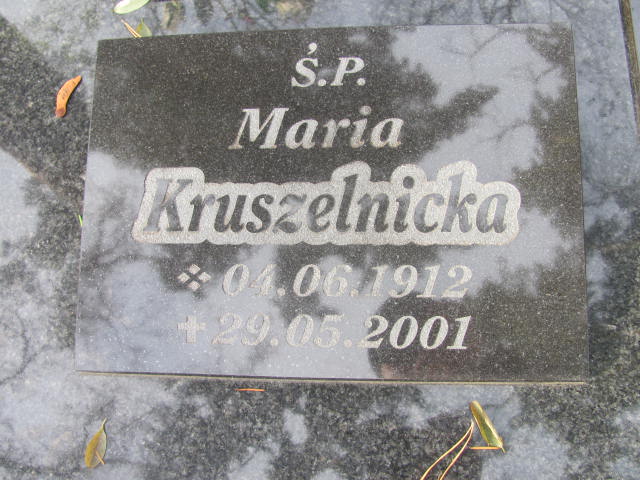 Ś.P.
Maria
Kruszelnicka
❖ 04.06.1912
✝ 29.05.2001